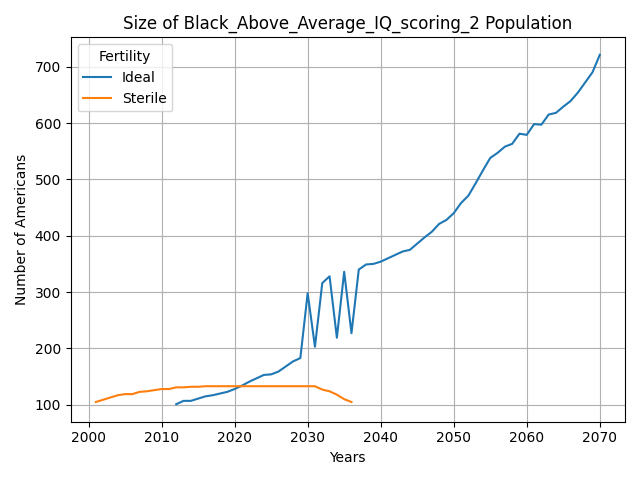 Size of Black_Above_Average_IQ_scoring_2 Population
Fertility
Ideal
Sterile
Number of Americans
700
600
500
400
300
200
100
2000 2010 2020 2030 2040 2050 2060 2070
Years